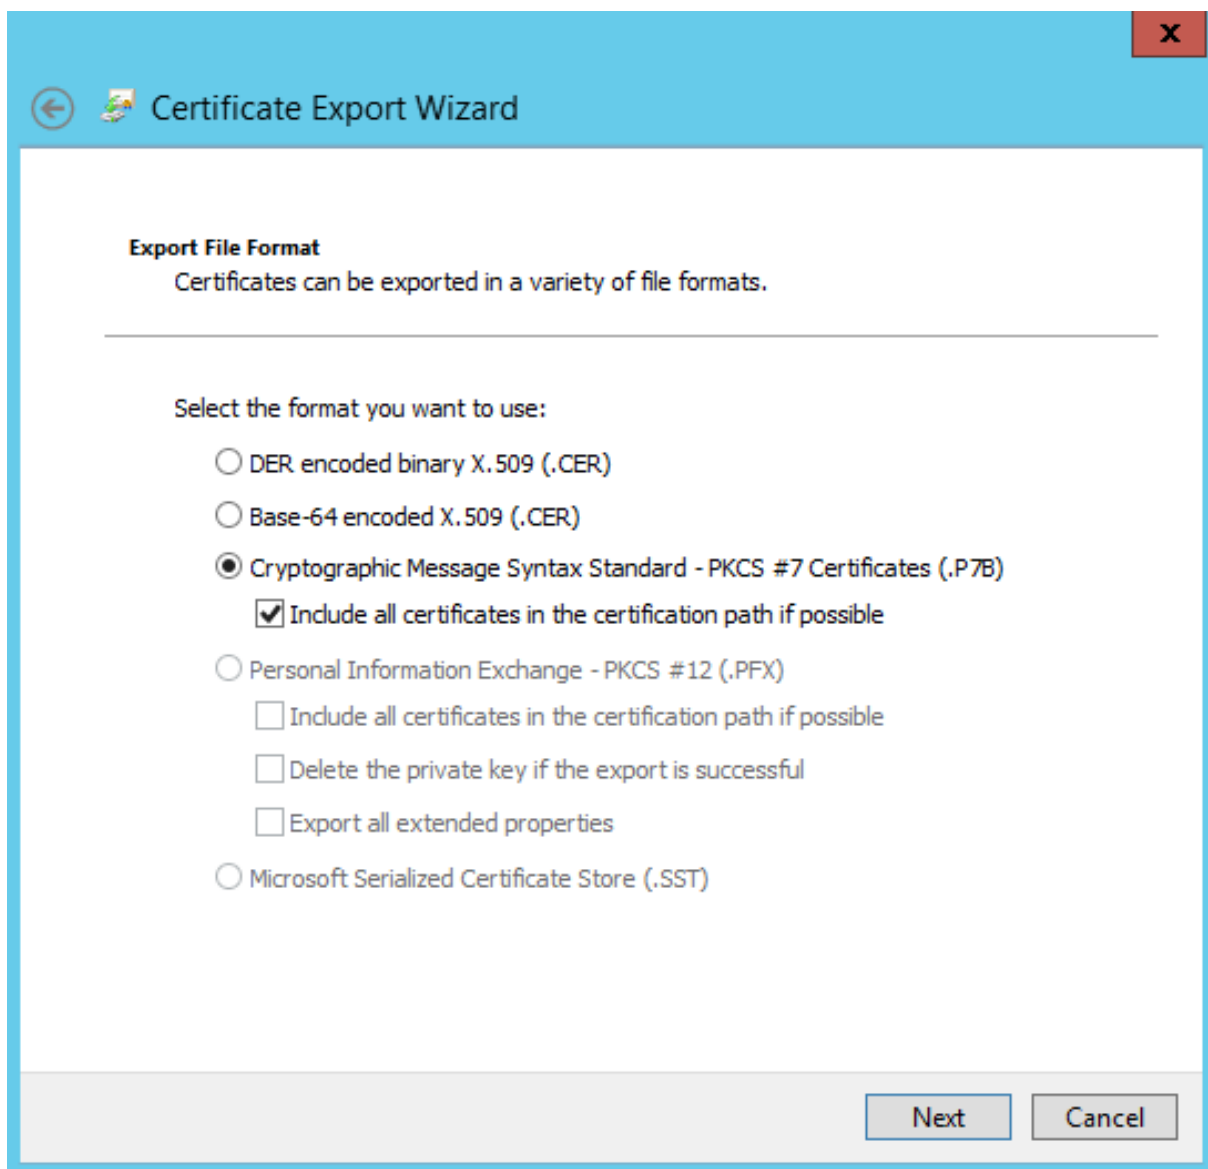 x
Certificate Export Wizard
Export File Format
Certificates can be exported in a variety of file formats.
Select the format you want to use:
DER encoded binary X.509 (.CER)
Base-64 encoded X.509 (.CER)
Cryptographic Message Syntax Standard - PKCS #7 Certificates (.P7B)
Include all certificates in the certification path if possible
Personal Information Exchange - PKCS #12 (.PFX)
Include all certificates in the certification path if possible
Delete the private key if the export is successful
Export all extended properties
Microsoft Serialized Certificate Store (.SST)
Next Cancel